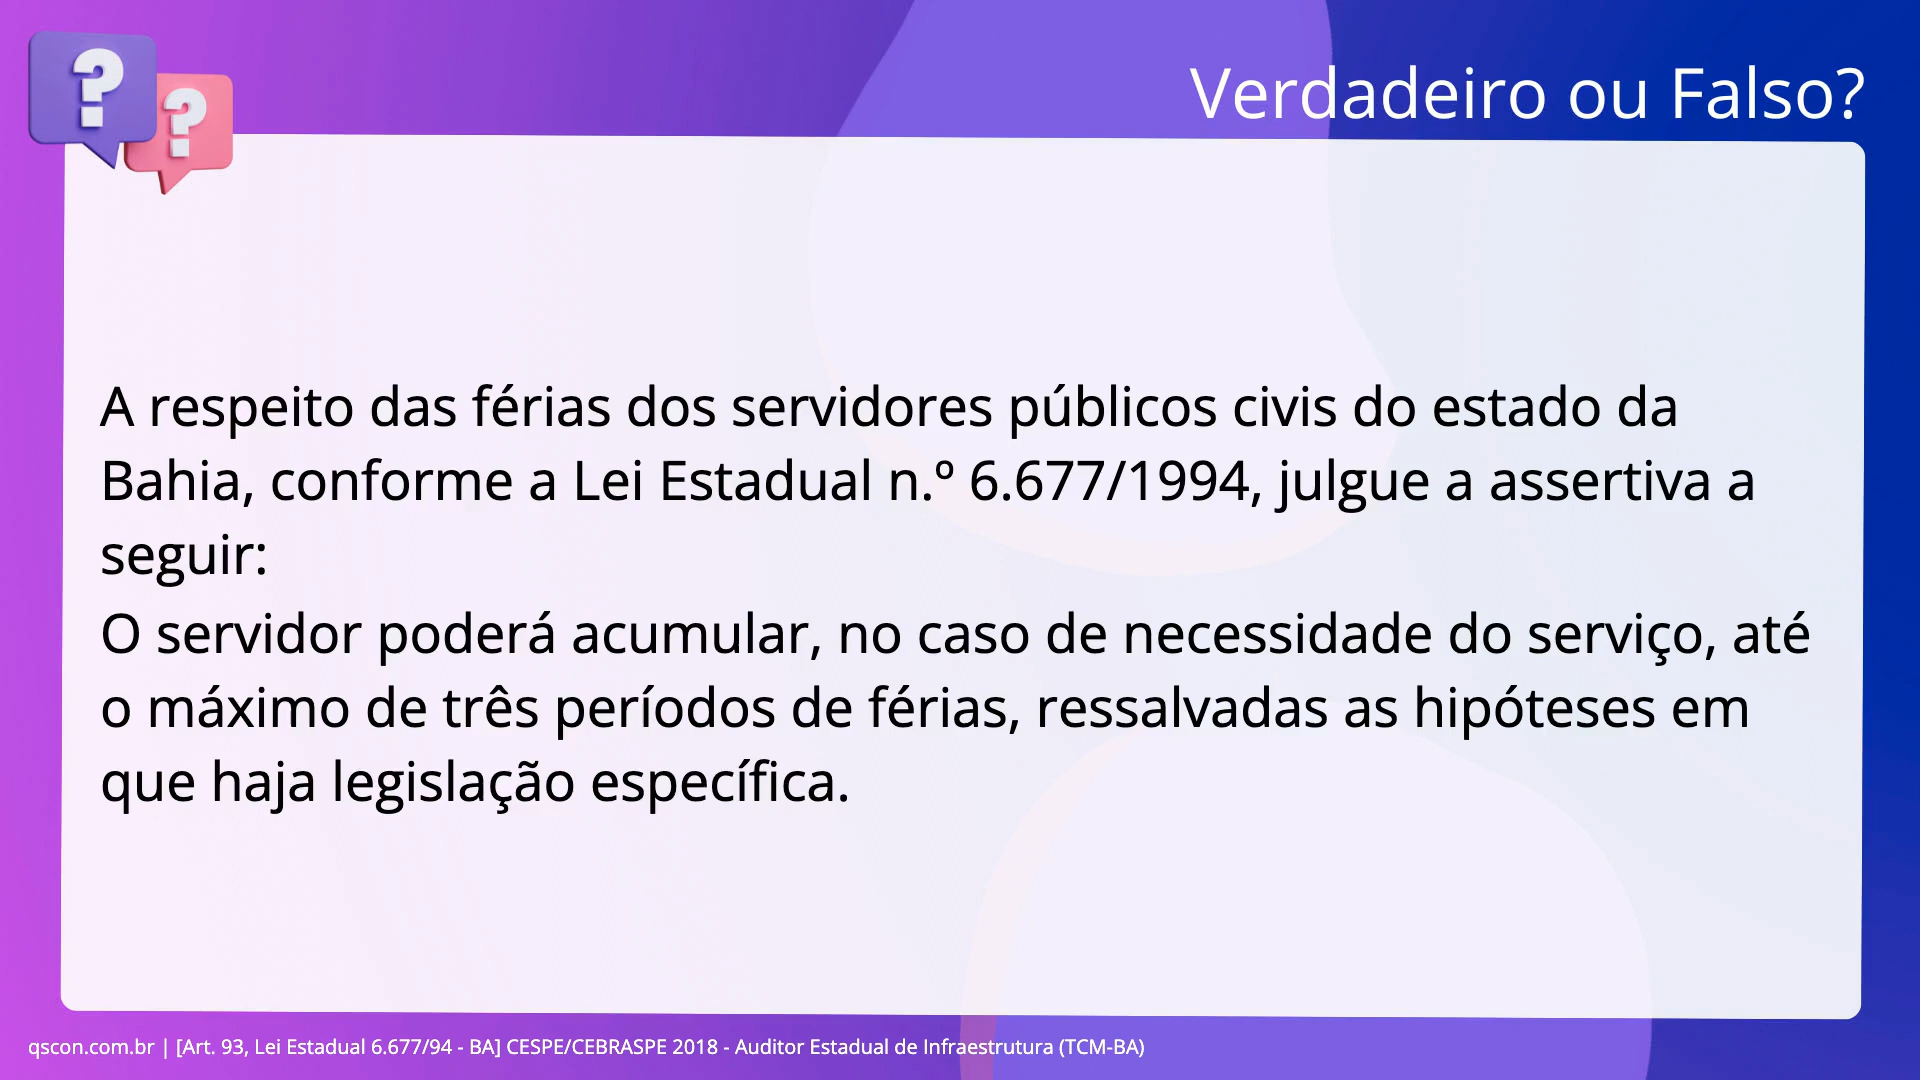 Verdadeiro ou Falso?
A respeito das férias dos servidores públicos civis do estado da
Bahia, conforme a Lei Estadual n.º 6.677/1994, julgue a assertiva a
seguir:
O servidor poderá acumular, no caso de necessidade do serviço, até
o máximo de três períodos de férias, ressalvadas as hipóteses em
que haja legislação específica.
qscon.com.br | [Art. 93, Lei Estadual 6.677/94 - BA] CESPE/CEBRASPE 2018 - Auditor Estadual de Infraestrutura (TCM-BA)